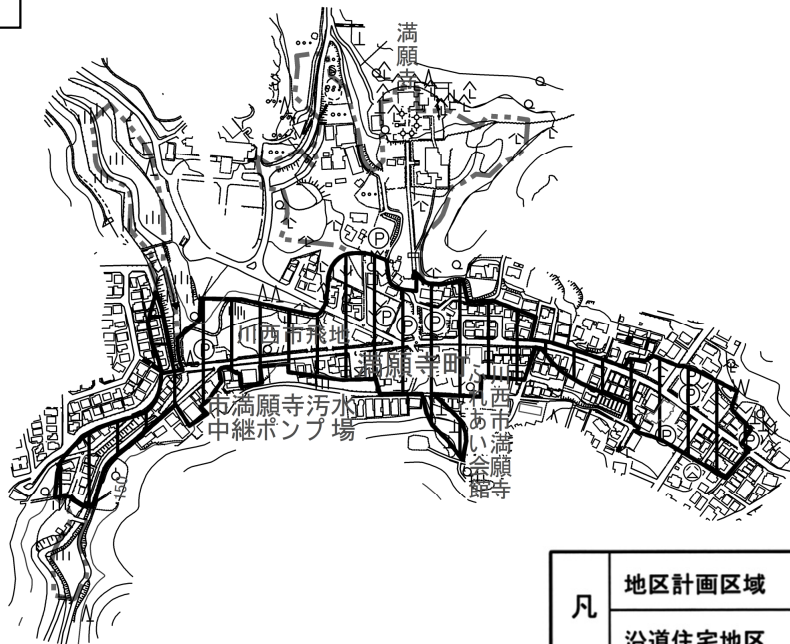 満願寺
P
P
P
川西市飛地
満願寺町
市満願寺汚水
中継ポンプ場
川西市満願寺
ふれあい会館
150
凡
地区計画区域
沿道住宅地区